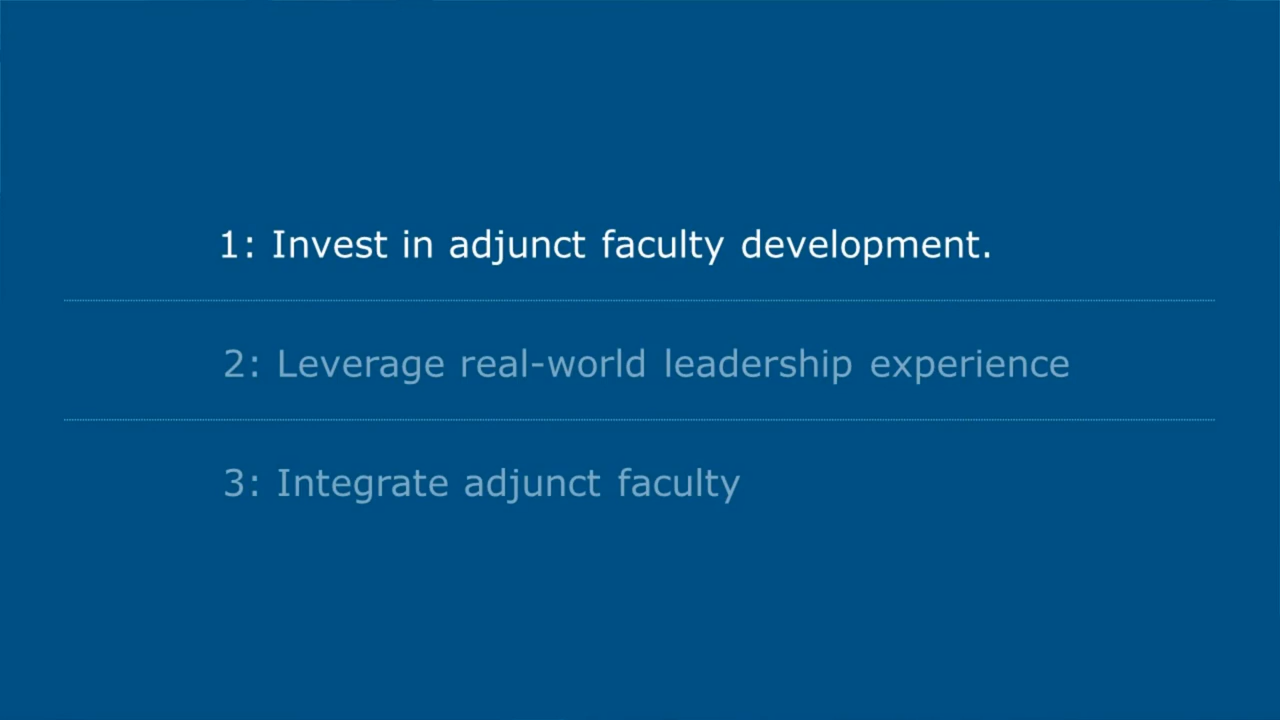 1: Invest in adjunct faculty development.
2: Leverage real-world leadership experience
3: Integrate adjunct faculty